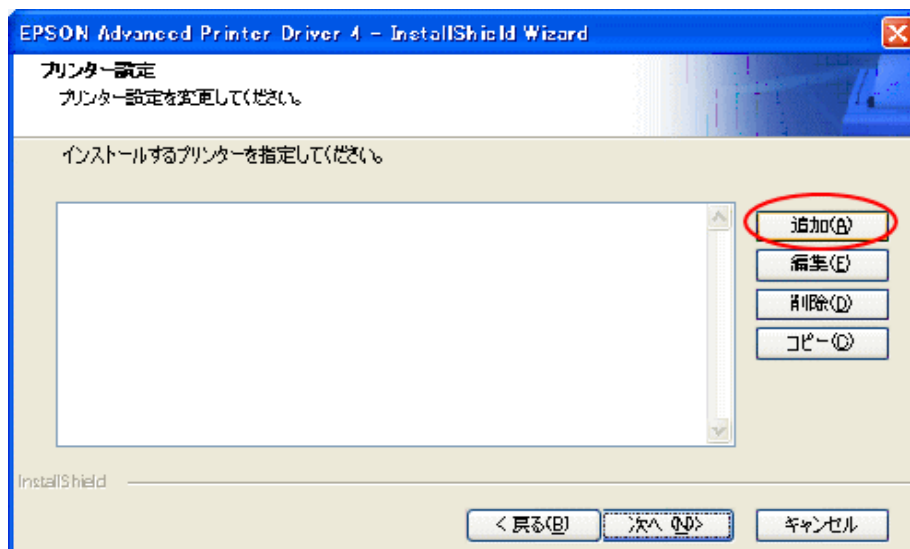 EPSON Advanced Printer Driver 4 - InstallShield Wizard
プリンター設定
プリンター設定を変更してください。
インストールするプリンターを指定してください。
追加(A)
編集(E)
削除(D)
コピー(C)
InstallShield
< 戻る(B)
次へ (N)>
キャンセル